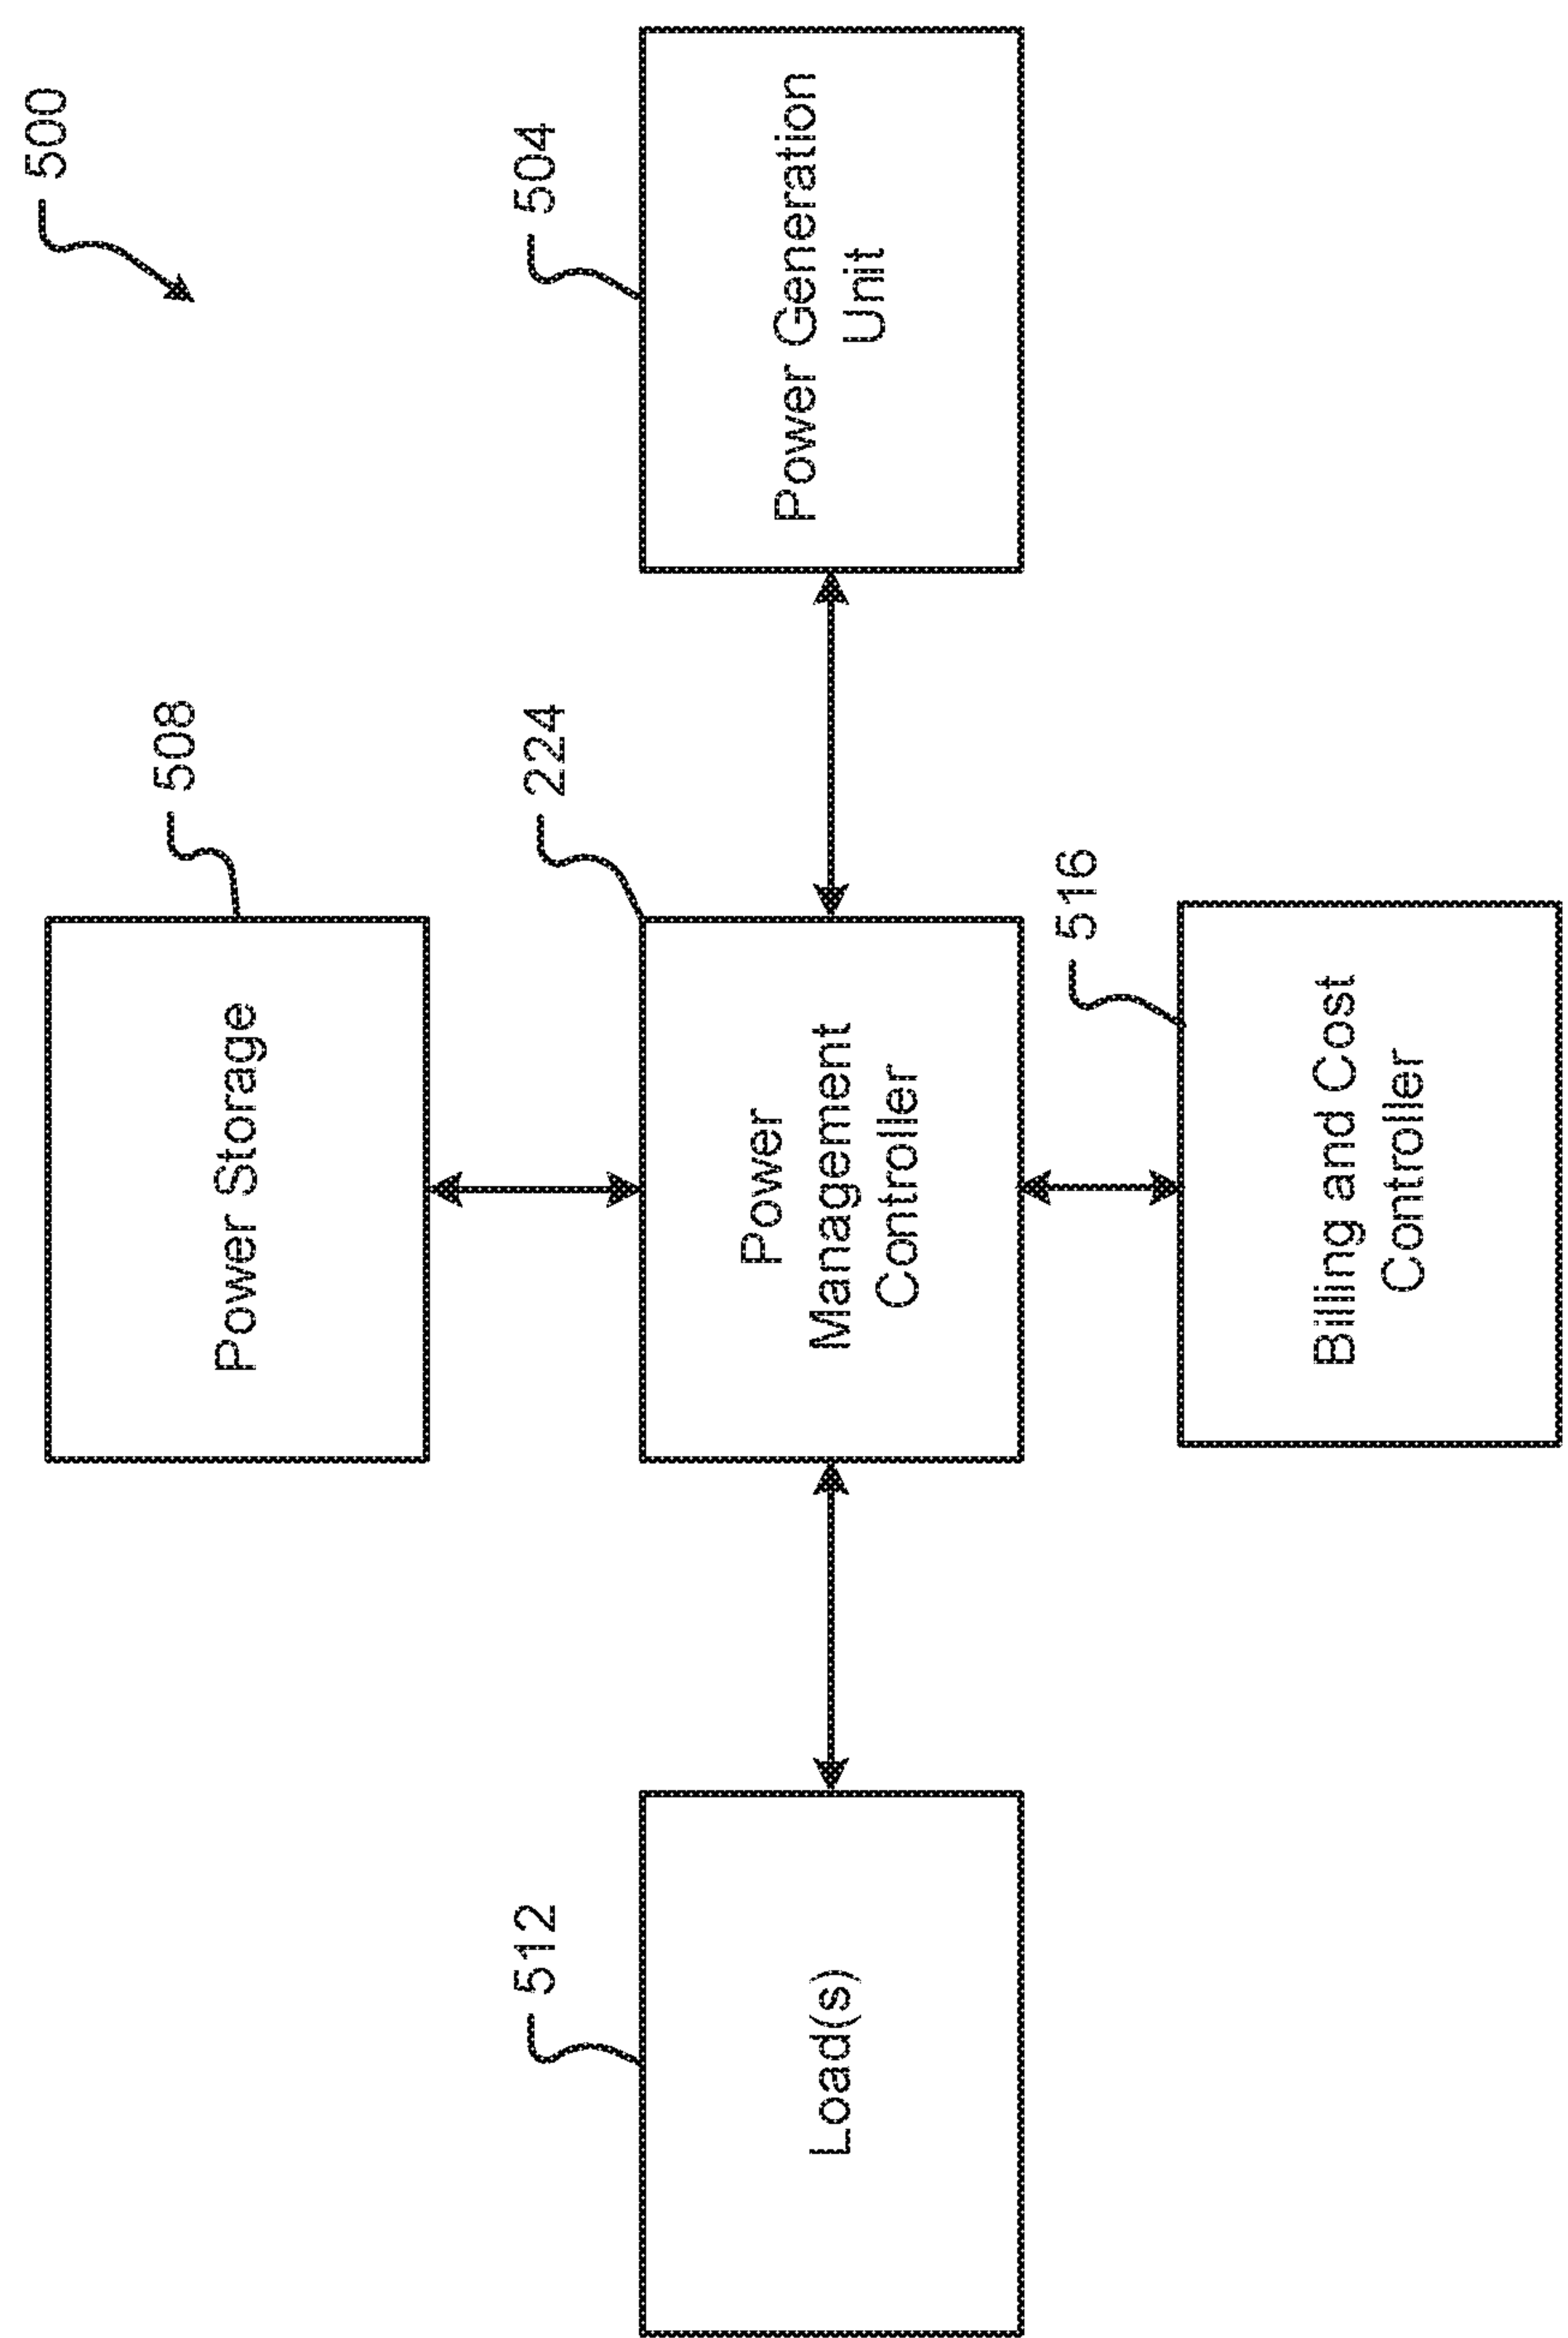 500
508
Power Storage
512
Load(s)
224
Power
Management
Controller
504
Power Generation
Unit
516
Billing and Cost
Controller